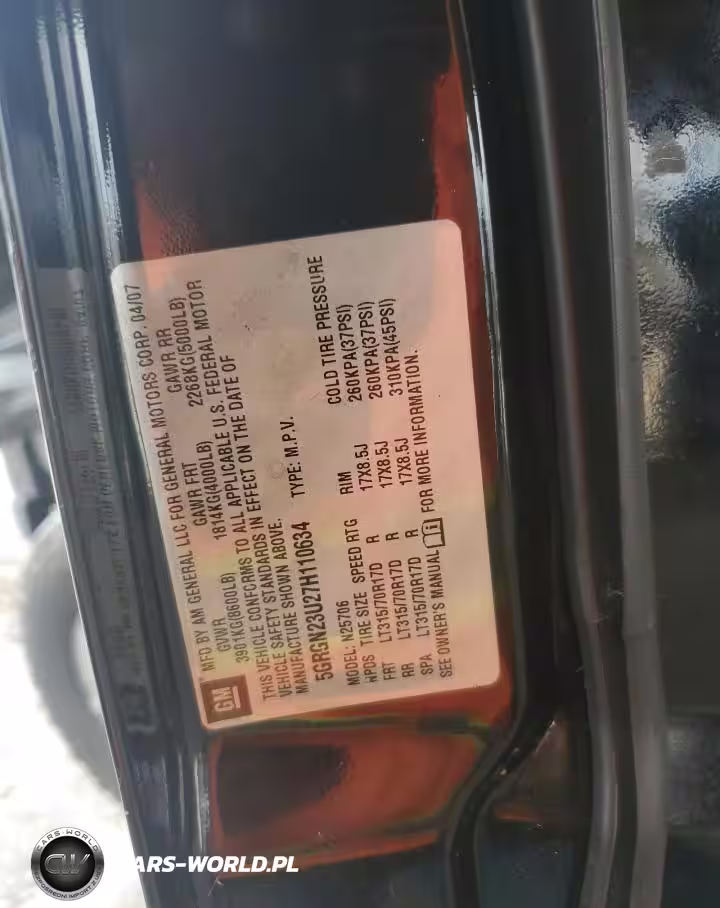 GM
MFD BY AM GENERAL LLC FOR GENERAL MOTORS CORP. 04/07
GVWR GAWR FRT GAWR RR
3901KG(8600LB) 1814KG(4000LB) 2268KG(5000LB)
THIS VEHICLE CONFORMS TO ALL APPLICABLE U.S. FEDERAL MOTOR
VEHICLE SAFETY STANDARDS IN EFFECT ON THE DATE OF
MANUFACTURE SHOWN ABOVE.
5GRGN23U27H110634 TYPE: M.P.V.
MODEL: N25706
WPDS TIRE SIZE SPEED RTG RIM COLD TIRE PRESSURE
FRT LT315/70R17D R 17X8.5J 260KPA(37PSI)
RR LT315/70R17D R 17X8.5J 260KPA(37PSI)
SPA LT315/70R17D R 17X8.5J 310KPA(45PSI)
SEE OWNER'S MANUAL FOR MORE INFORMATION.
CARS-WORLD
CW
CARS-WORLD.PL